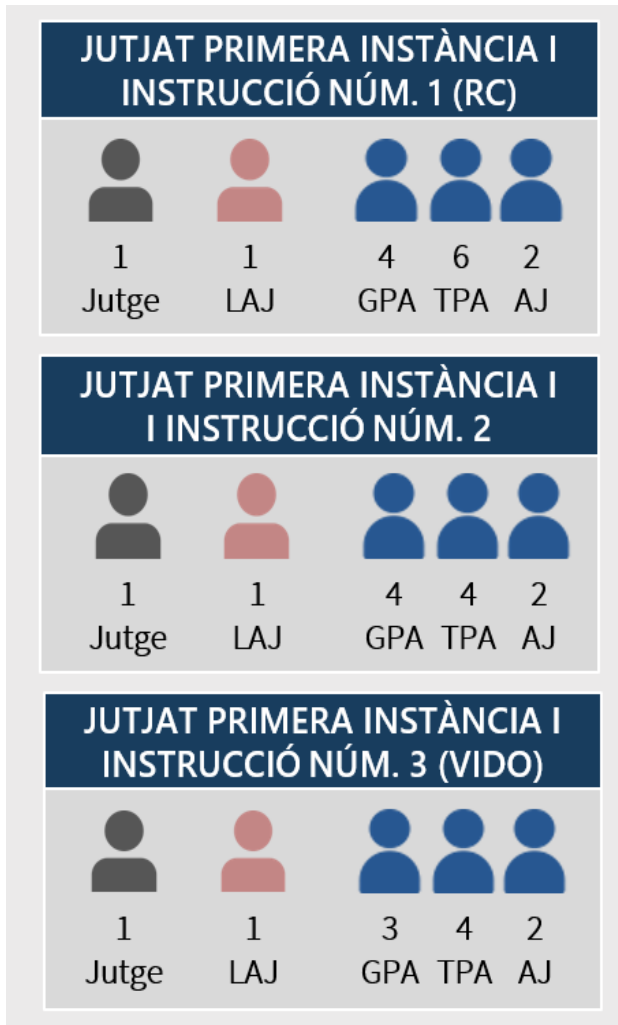 JUTJAT PRIMERA INSTÀNCIA I
INSTRUCCIÓ NÚM. 1 (RC)
1 1 4 6 2
Jutge LAJ GPA TPA AJ
JUTJAT PRIMERA INSTÀNCIA I
I INSTRUCCIÓ NÚM. 2
1 1 4 4 2
Jutge LAJ GPA TPA AJ
JUTJAT PRIMERA INSTÀNCIA I
INSTRUCCIÓ NÚM. 3 (VIDO)
1 1 3 4 2
Jutge LAJ GPA TPA AJ